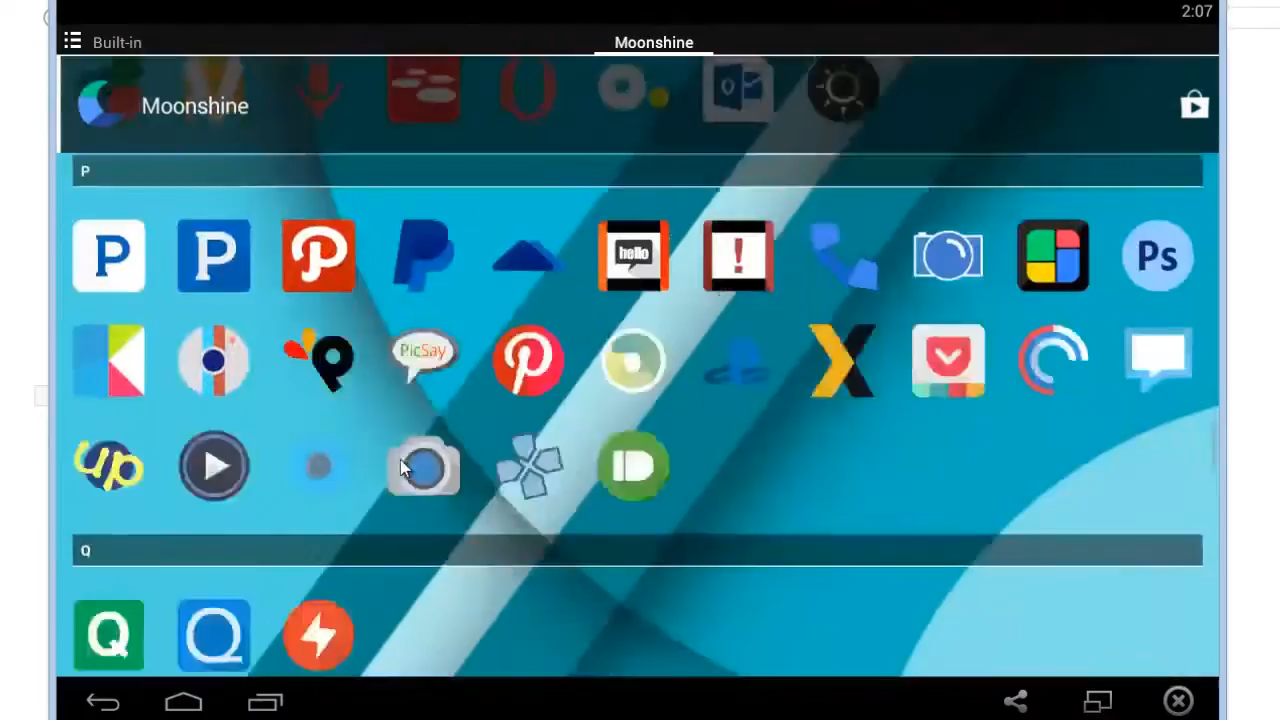 2:07
Built-in
Moonshine
Moonshine
P
P P hello ! Ps
PicSay
up
Q
Q